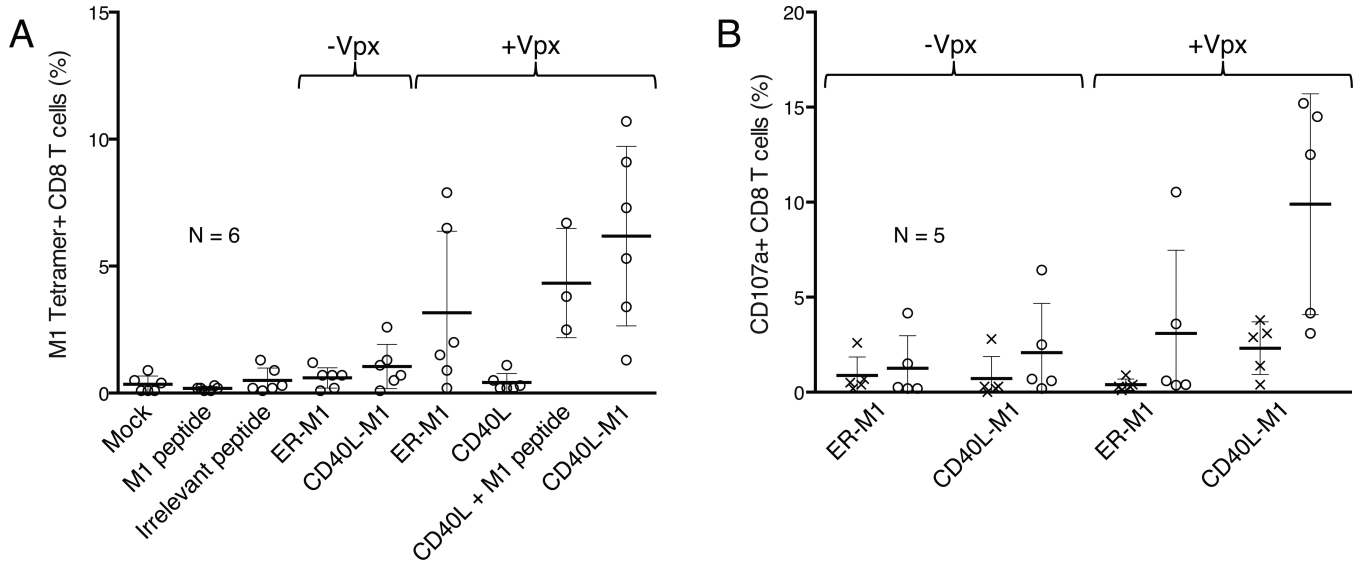 A
M1 Tetramer+ CD8 T cells (%)
15
10
5
0
-Vpx
+Vpx
N = 6
Mock
M1 peptide
Irrelevant peptide
ER-M1
CD40L-M1
ER-M1
CD40L
CD40L + M1 peptide
CD40L-M1
B
CD107a+ CD8 T cells (%)
20
15
10
5
0
-Vpx
+Vpx
N = 5
ER-M1
CD40L-M1
ER-M1
CD40L-M1